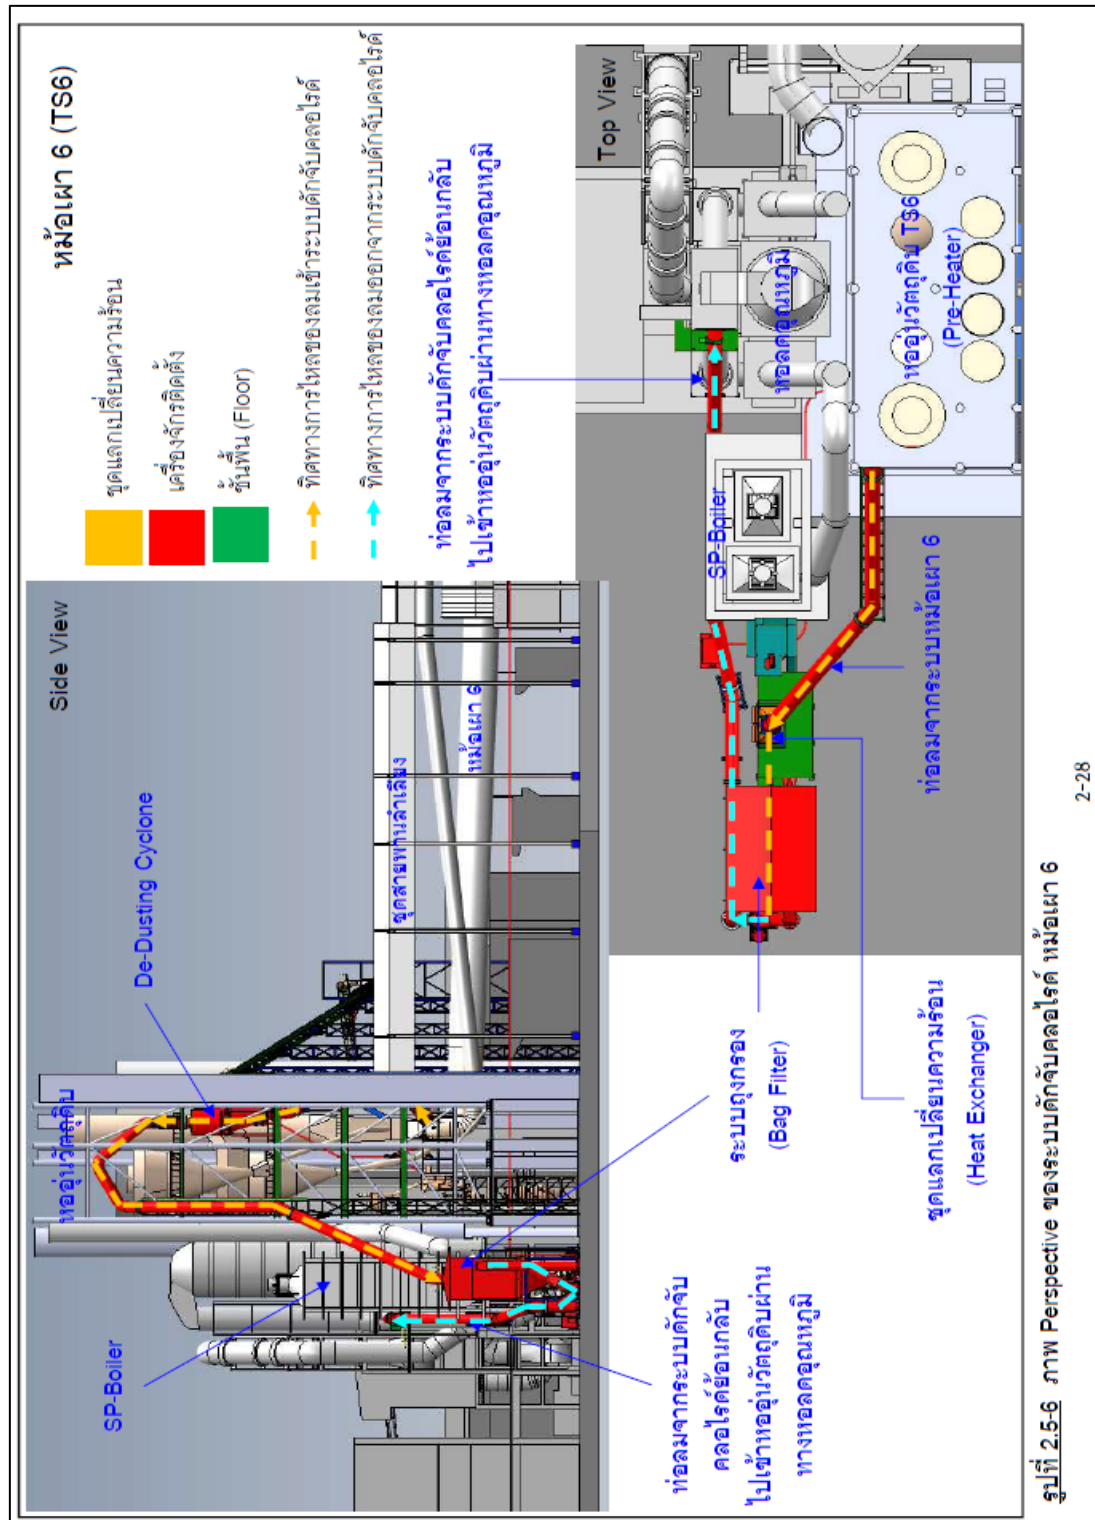 หม้อเผา 6 (TS6)
ชุดแลกเปลี่ยนความร้อน
เครื่องจักรติดตั้ง
ชั้นพื้น (Floor)
ทิศทางการไหลของลมเข้าระบบดักจับคลอไรด์
ทิศทางการไหลของลมออกจากระบบดักจับคลอไรด์
Side View
De-Dusting Cyclone
หออุ่นวัตถุดิบ
SP-Boiler
ชุดสายพานลำเลียง
หม้อเผา 6
ท่อลมจากระบบดักจับ
คลอไรด์ย้อนกลับ
ไปเข้าหออุ่นวัตถุดิบผ่าน
ทางหอลดอุณหภูมิ
ระบบถุงกรอง
(Bag Filter)
ชุดแลกเปลี่ยนความร้อน
(Heat Exchanger)
ท่อลมจากระบบดักจับคลอไรด์ย้อนกลับ
ไปเข้าหออุ่นวัตถุดิบผ่านทางหอลดอุณหภูมิ
Top View
SP-Boiler
หอลดอุณหภูมิ
หออุ่นวัตถุดิบ TS6
(Pre-Heater)
ท่อลมจากระบบหม้อเผา 6
รูปที่ 2.5-6 ภาพ Perspective ของระบบดักจับคลอไรด์ หม้อเผา 6
2-28